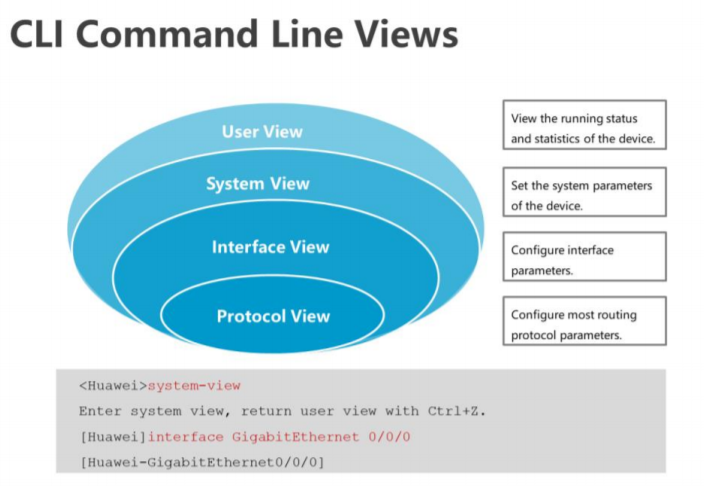 CLI Command Line Views
User View
System View
Interface View
Protocol View
View the running status
and statistics of the device.
Set the system parameters
of the device.
Configure interface
parameters.
Configure most routing
protocol parameters.
<Huawei>system-view
Enter system view, return user view with Ctrl+Z.
[Huawei]interface GigabitEthernet 0/0/0
[Huawei-GigabitEthernet0/0/0]